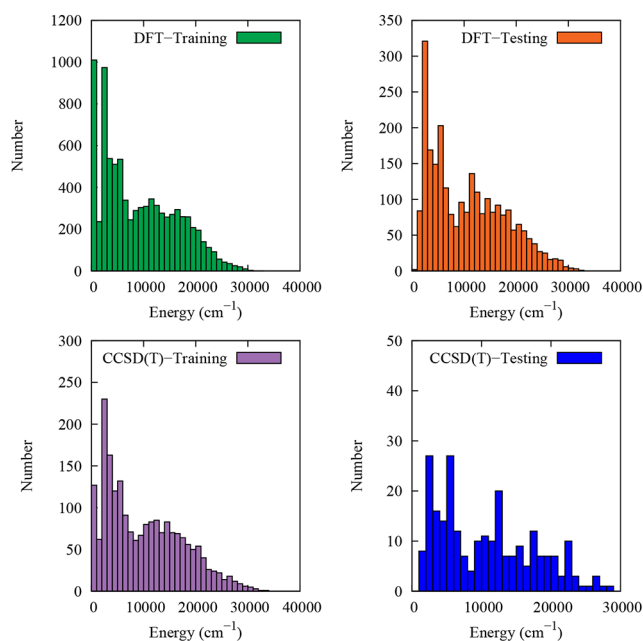 DFT−Training
1200
1000
800
600
400
200
0
Number
0 10000 20000 30000 40000
Energy (cm−1)
DFT−Testing
350
300
250
200
150
100
50
0
Number
0 10000 20000 30000 40000
Energy (cm−1)
CCSD(T)−Training
300
250
200
150
100
50
0
Number
0 10000 20000 30000 40000
Energy (cm−1)
CCSD(T)−Testing
50
40
30
20
10
0
Number
0 10000 20000 30000
Energy (cm−1)